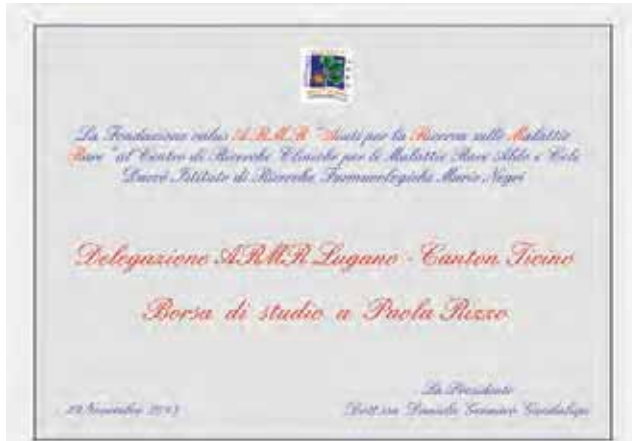 La Fondazione onlus A.R.M.R "Aiuti per la Ricerca sulle Malattie
Rare" al Centro di Ricerche Cliniche per le Malattie Rare Aldo e Cele
Daccò Istituto di Ricerche Farmacologiche Mario Negri
Delegazione ARMR Lugano - Canton Ticino
Borsa di studio a Paola Rizzo
La Presidente
Novembre
Dott.ssa Daniela Gennaro Guadalupi